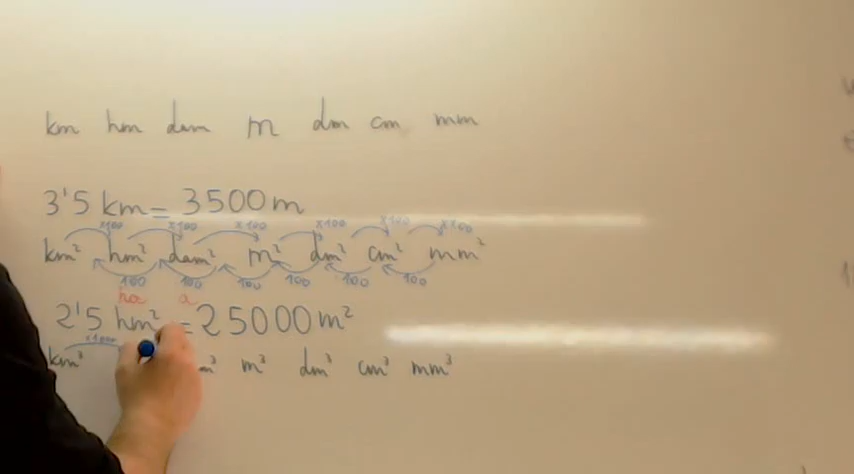 km hm dam m dm cm mm
3'5 km = 3500 m
x100 x100 x100 x100 x100 x100
km² hm² dam² m² dm² cm² mm²
100 100 100 100 100 100
ha a
2'5 hm² = 25000 m²
x1000
km³ m³ dm³ cm³ mm³